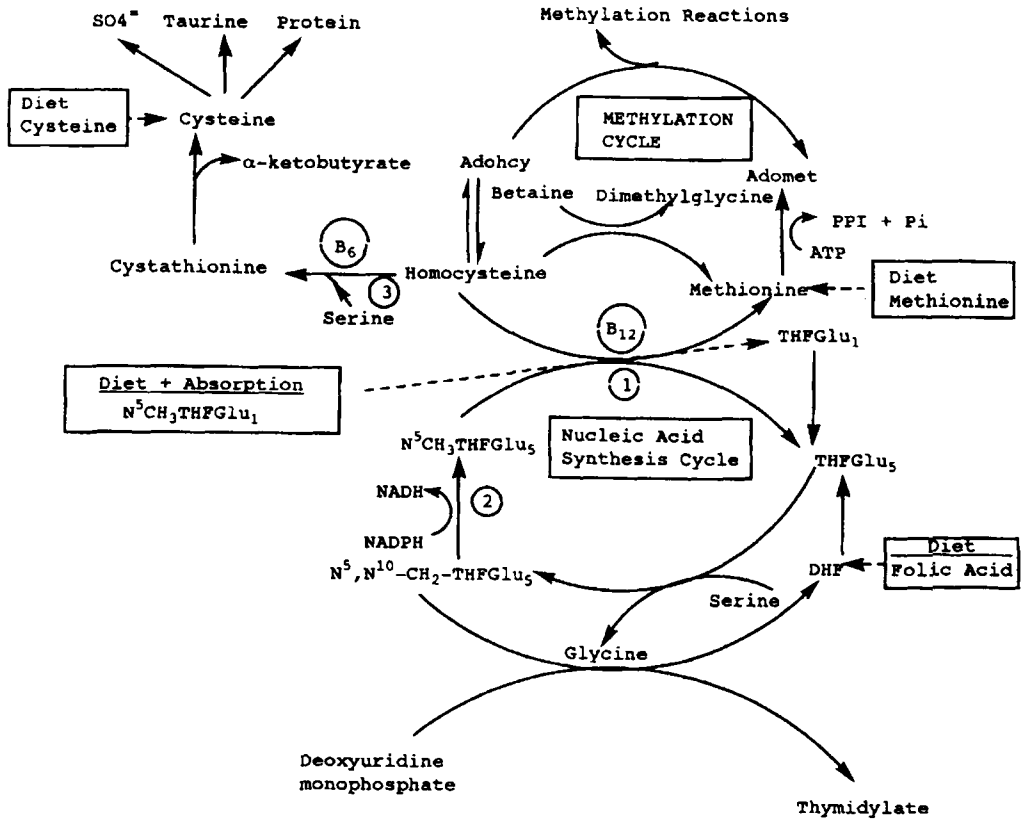 SO4= Taurine Protein
Methylation Reactions
Diet
Cysteine
Cysteine
METHYLATION
CYCLE
α-ketobutyrate
Adohcy
Adomet
Betaine
Dimethylglycine
PPI + Pi
ATP
B6
Cystathionine
Homocysteine
3
Serine
Methionine
Diet
Methionine
B12
THFGlu1
Diet + Absorption
N5CH3THFGlu1
1
N5CH3THFGlu5
Nucleic Acid
Synthesis Cycle
THFGlu5
NADH
2
NADPH
N5,N10-CH2-THFGlu5
DHF
Diet
Folic Acid
Serine
Glycine
Deoxyuridine
monophosphate
Thymidylate